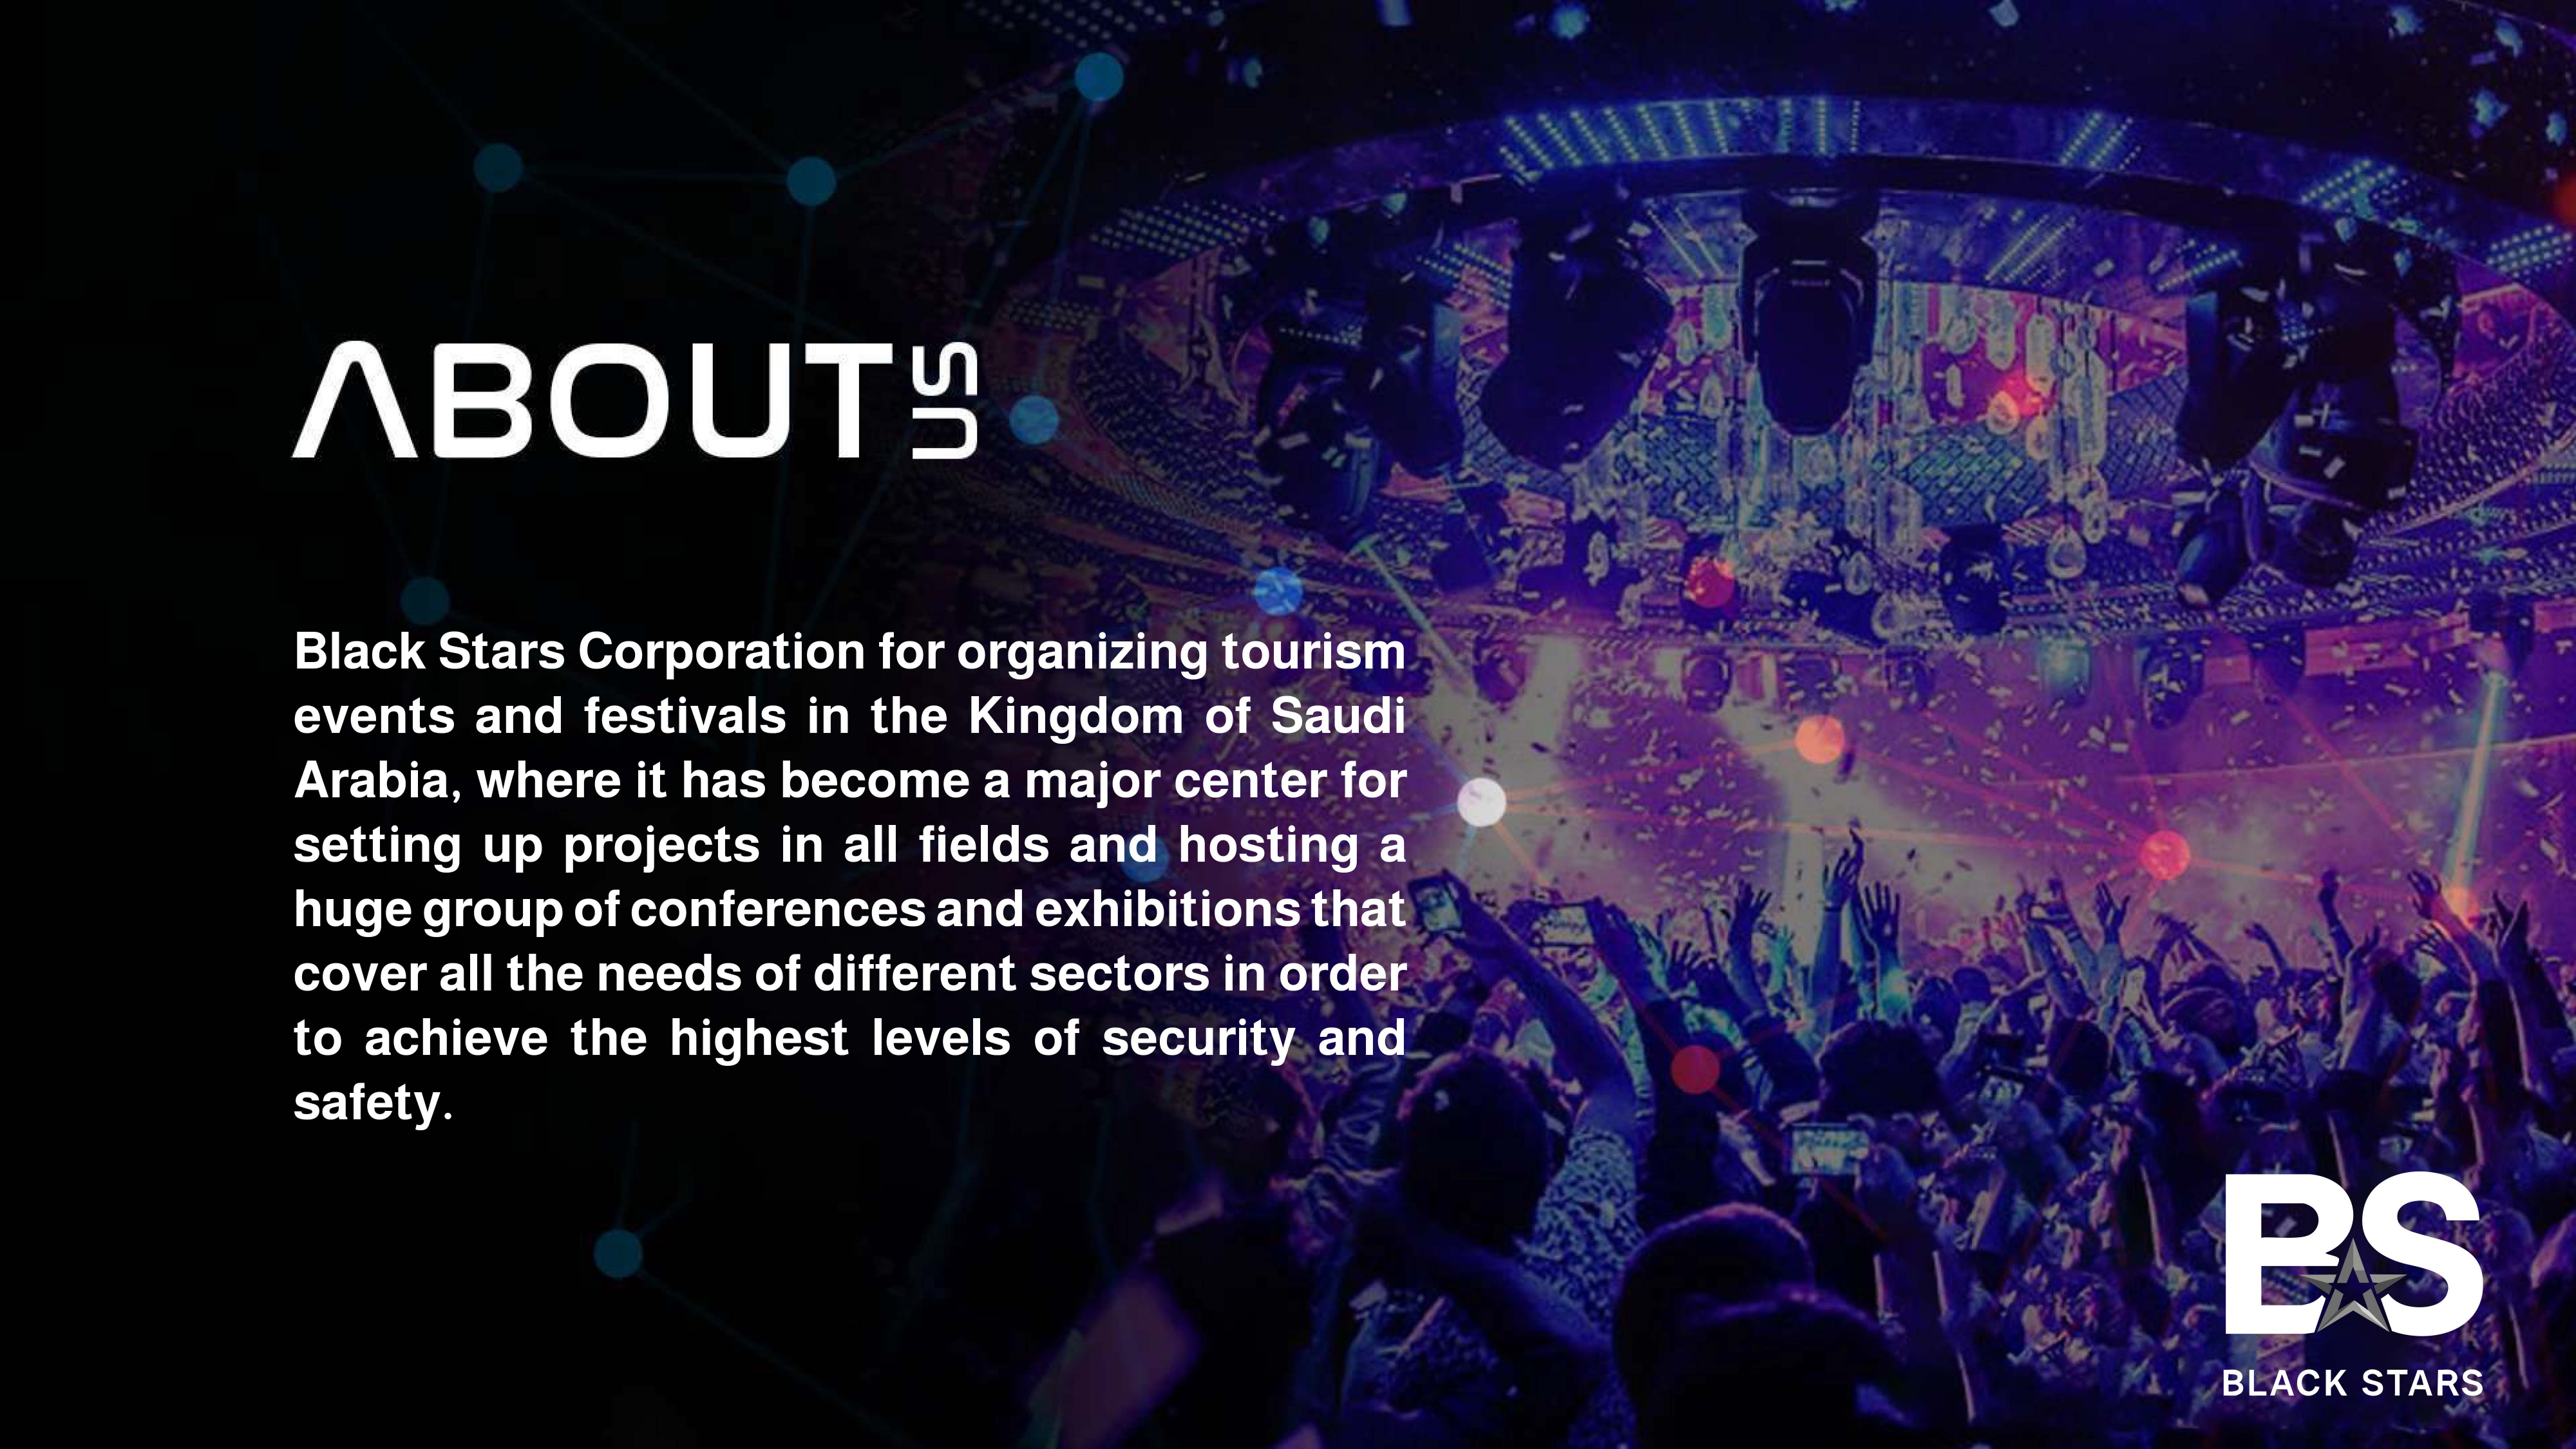 ABOUT US
Black Stars Corporation for organizing tourism
events and festivals in the Kingdom of Saudi
Arabia, where it has become a major center for
setting up projects in all fields and hosting a
huge group of conferences and exhibitions that
cover all the needs of different sectors in order
to achieve the highest levels of security and
safety.
BS
BLACK STARS